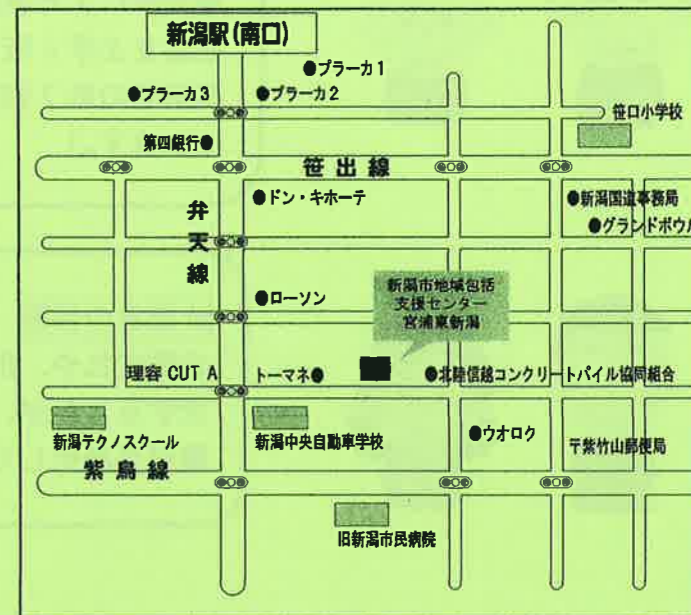 新潟駅(南口)
●プラーカ1
●プラーカ3
●プラーカ2
笹口小学校
第四銀行●
笹出線
弁天線
●ドン・キホーテ
●新潟国道事務局
●グランドボウル
●ローソン
新潟市地域包括
支援センター
宮浦東新潟
理容 CUT A
トーマネ●
●北陸信越コンクリートパイル協同組合
新潟テクノスクール
新潟中央自動車学校
●ウオロク
〒紫竹山郵便局
紫鳥線
旧新潟市民病院